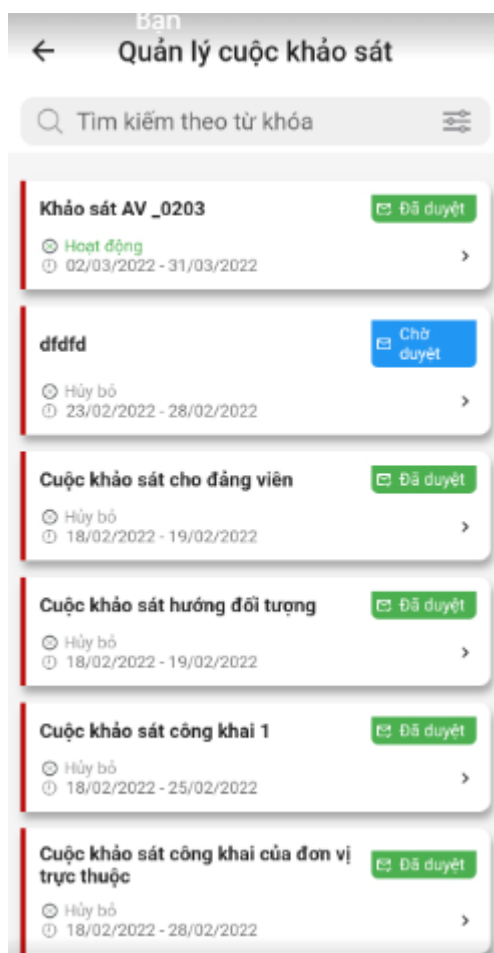 Bạn
Quản lý cuộc khảo sát
Tìm kiếm theo từ khóa
Khảo sát AV _0203
Đã duyệt
Hoạt động
02/03/2022 - 31/03/2022
dfdfd
Chờ
duyệt
Hủy bỏ
23/02/2022 - 28/02/2022
Cuộc khảo sát cho đảng viên
Đã duyệt
Hủy bỏ
18/02/2022 - 19/02/2022
Cuộc khảo sát hướng đối tượng
Đã duyệt
Hủy bỏ
18/02/2022 - 19/02/2022
Cuộc khảo sát công khai 1
Đã duyệt
Hủy bỏ
18/02/2022 - 25/02/2022
Cuộc khảo sát công khai của đơn vị
trực thuộc
Đã duyệt
Hủy bỏ
18/02/2022 - 28/02/2022